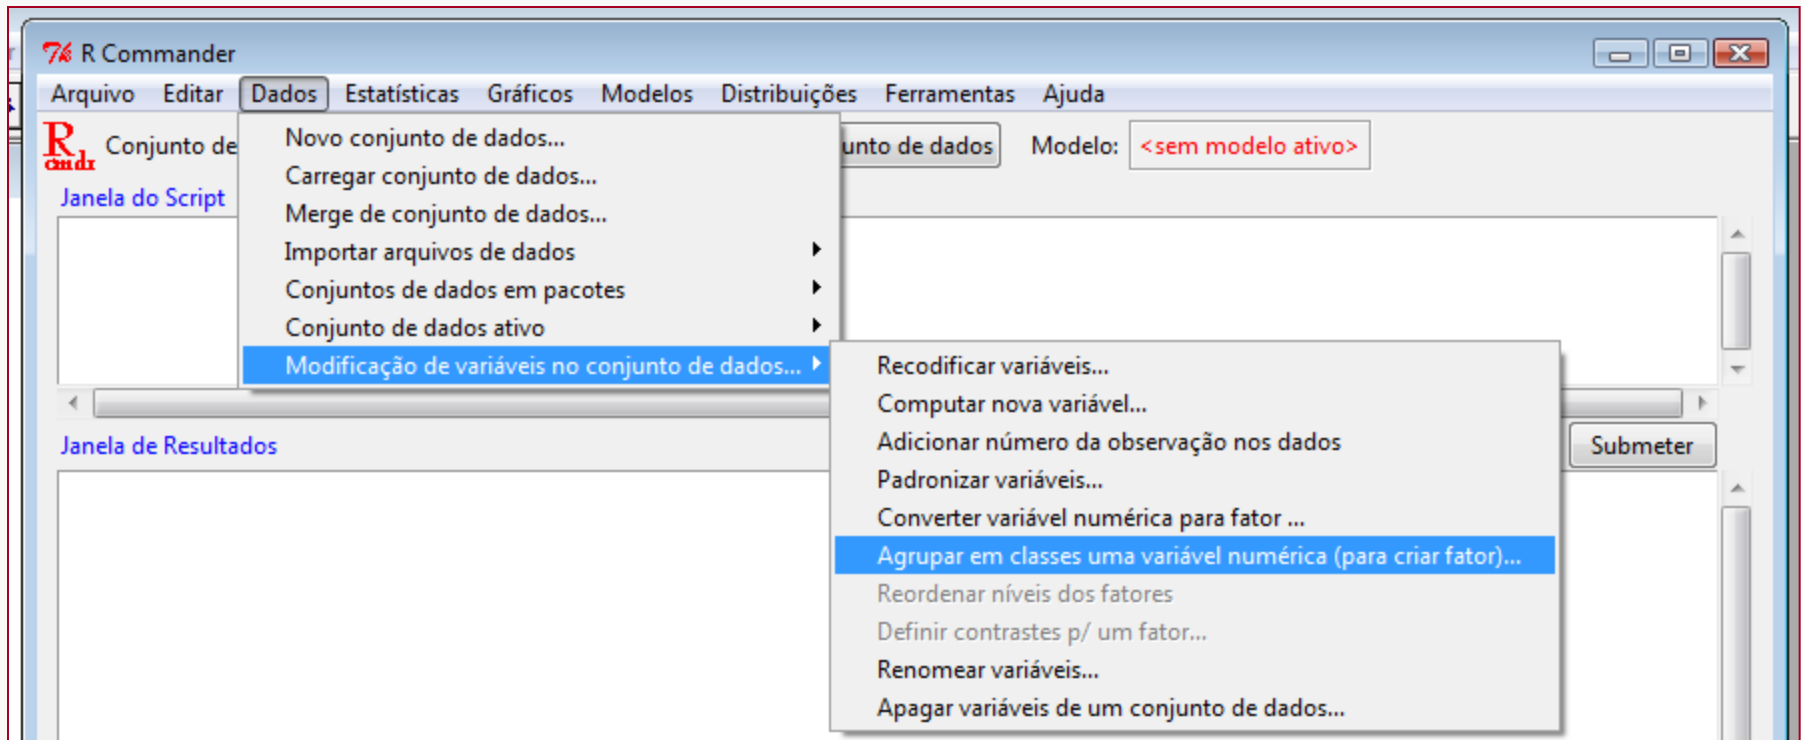 R Commander
Arquivo Editar Dados Estatísticas Gráficos Modelos Distribuições Ferramentas Ajuda
R cmdr Conjunto de unto de dados Modelo: <sem modelo ativo>
Novo conjunto de dados...
Carregar conjunto de dados...
Janela do Script
Merge de conjunto de dados...
Importar arquivos de dados
Conjuntos de dados em pacotes
Conjunto de dados ativo
Modificação de variáveis no conjunto de dados...
Recodificar variáveis...
Computar nova variável...
Adicionar número da observação nos dados
Padronizar variáveis...
Converter variável numérica para fator ...
Agrupar em classes uma variável numérica (para criar fator)...
Reordenar níveis dos fatores
Definir contrastes p/ um fator...
Renomear variáveis...
Apagar variáveis de um conjunto de dados...
Janela de Resultados
Submeter